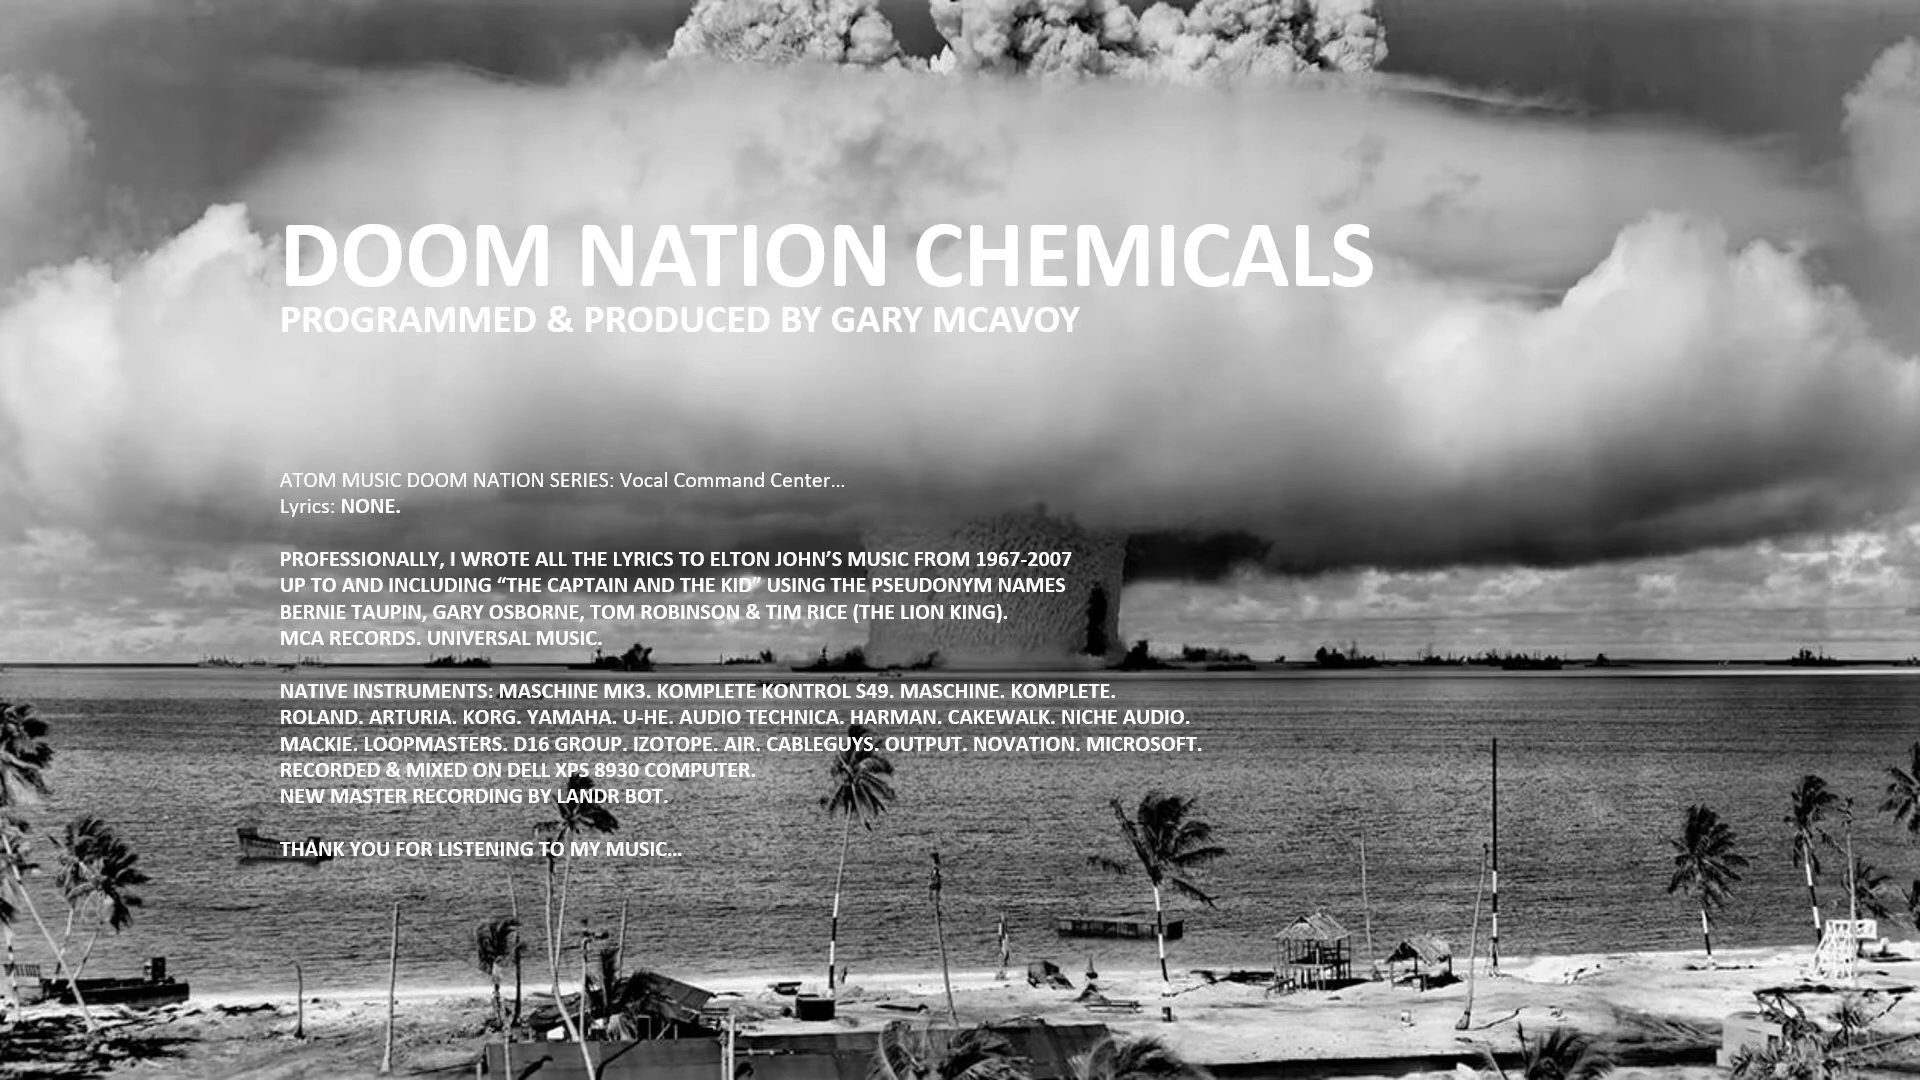 DOOM NATION CHEMICALS
PROGRAMMED & PRODUCED BY GARY MCAVOY
ATOM MUSIC DOOM NATION SERIES: Vocal Command Center…
Lyrics: NONE.
PROFESSIONALLY, I WROTE ALL THE LYRICS TO ELTON JOHN’S MUSIC FROM 1967-2007
UP TO AND INCLUDING “THE CAPTAIN AND THE KID” USING THE PSEUDONYM NAMES
BERNIE TAUPIN, GARY OSBORNE, TOM ROBINSON & TIM RICE (THE LION KING).
MCA RECORDS. UNIVERSAL MUSIC.
NATIVE INSTRUMENTS: MASCHINE MK3. KOMPLETE KONTROL S49. MASCHINE. KOMPLETE.
ROLAND. ARTURIA. KORG. YAMAHA. U-HE. AUDIO TECHNICA. HARMAN. CAKEWALK. NICHE AUDIO.
MACKIE. LOOPMASTERS. D16 GROUP. IZOTOPE. AIR. CABLEGUYS. OUTPUT. NOVATION. MICROSOFT.
RECORDED & MIXED ON DELL XPS 8930 COMPUTER.
NEW MASTER RECORDING BY LANDR BOT.
THANK YOU FOR LISTENING TO MY MUSIC…